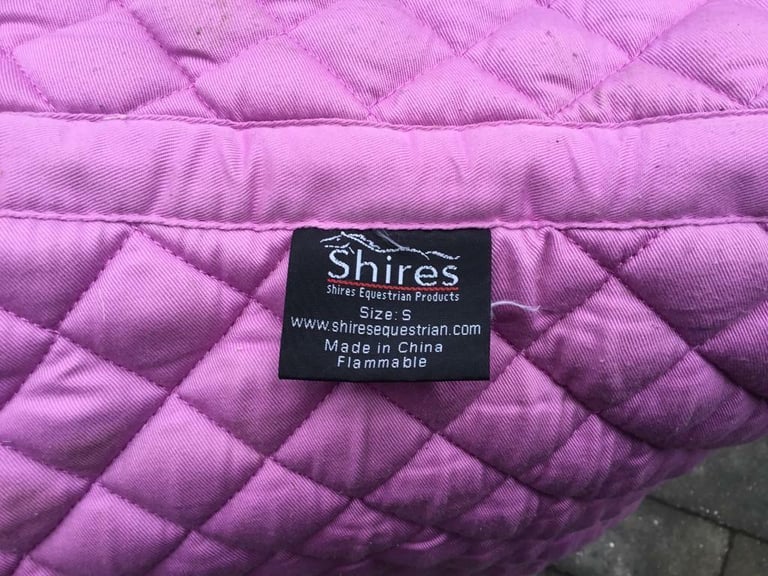 Shires
Shires Equestrian Products
Size: S
www.shiresequestrian.com
Made in China
Flammable